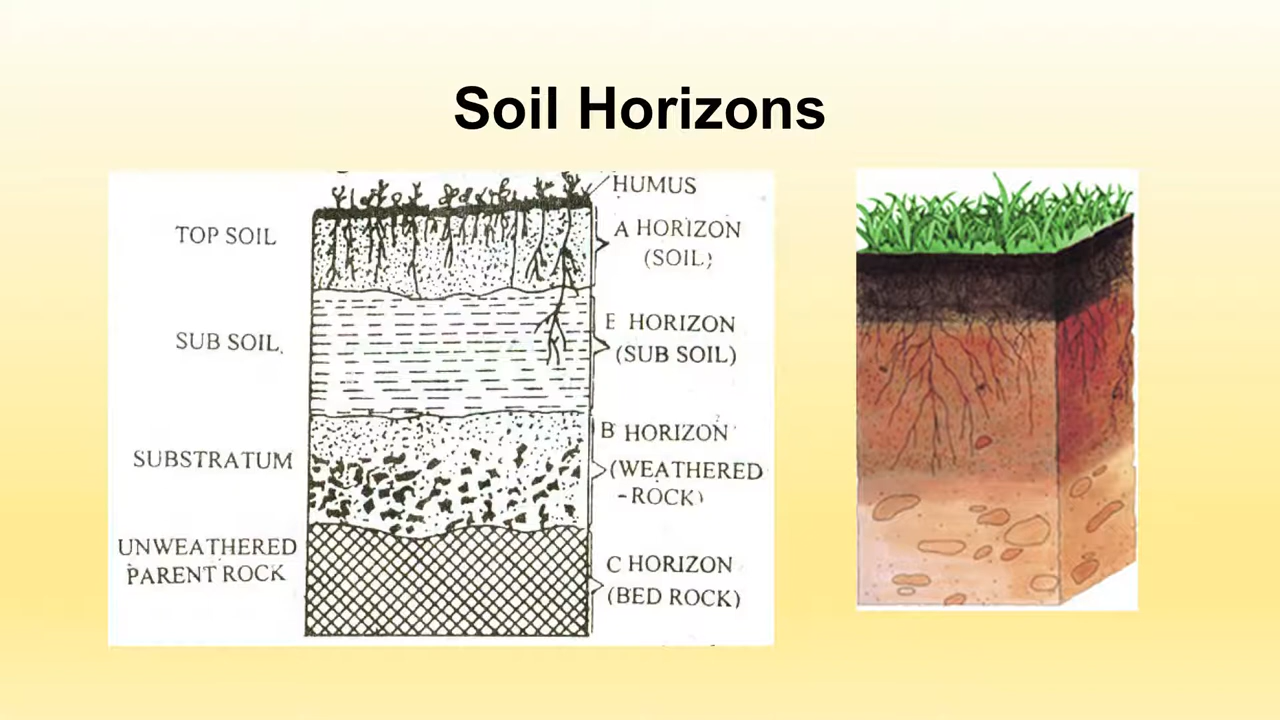 Soil Horizons
HUMUS
TOP SOIL
A HORIZON
(SOIL)
SUB SOIL
E HORIZON
(SUB SOIL)
SUBSTRATUM
B HORIZON
(WEATHERED
-ROCK)
UNWEATHERED
PARENT ROCK
C HORIZON
(BED ROCK)